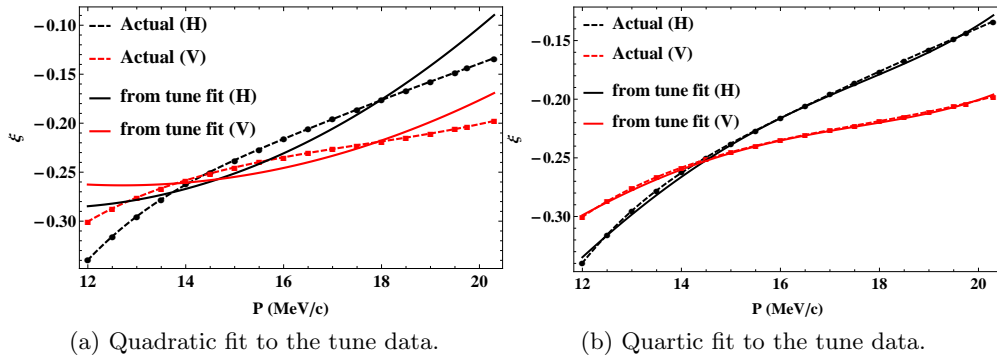 −0.10
−0.15
−0.20
−0.25
−0.30
ξ
Actual (H)
Actual (V)
from tune fit (H)
from tune fit (V)
12 14 16 18 20
P (MeV/c)
(a) Quadratic fit to the tune data.
−0.15
−0.20
−0.25
−0.30
ξ
Actual (H)
Actual (V)
from tune fit (H)
from tune fit (V)
12 14 16 18 20
P (MeV/c)
(b) Quartic fit to the tune data.